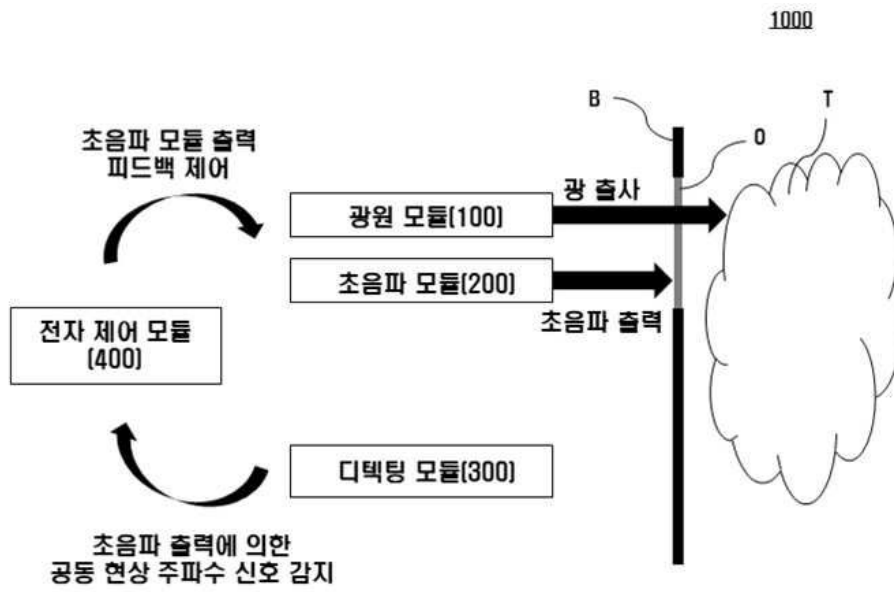 1000
B
T
O
초음파 모듈 출력
피드백 제어
광원 모듈(100)
광 출사
초음파 모듈(200)
초음파 출력
전자 제어 모듈
(400)
디텍팅 모듈(300)
초음파 출력에 의한
공동 현상 주파수 신호 감지